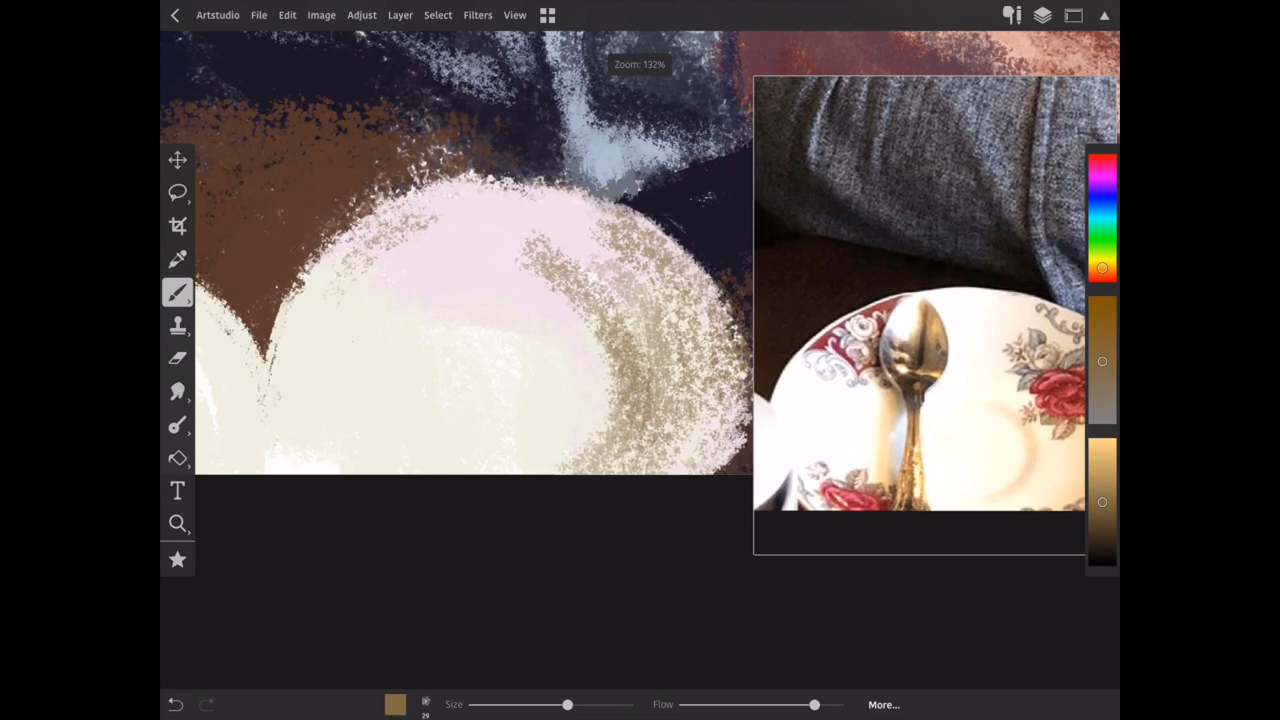 Artstudio File Edit Image Adjust Layer Select Filters View
Zoom: 132%
T
Size Flow More...
29